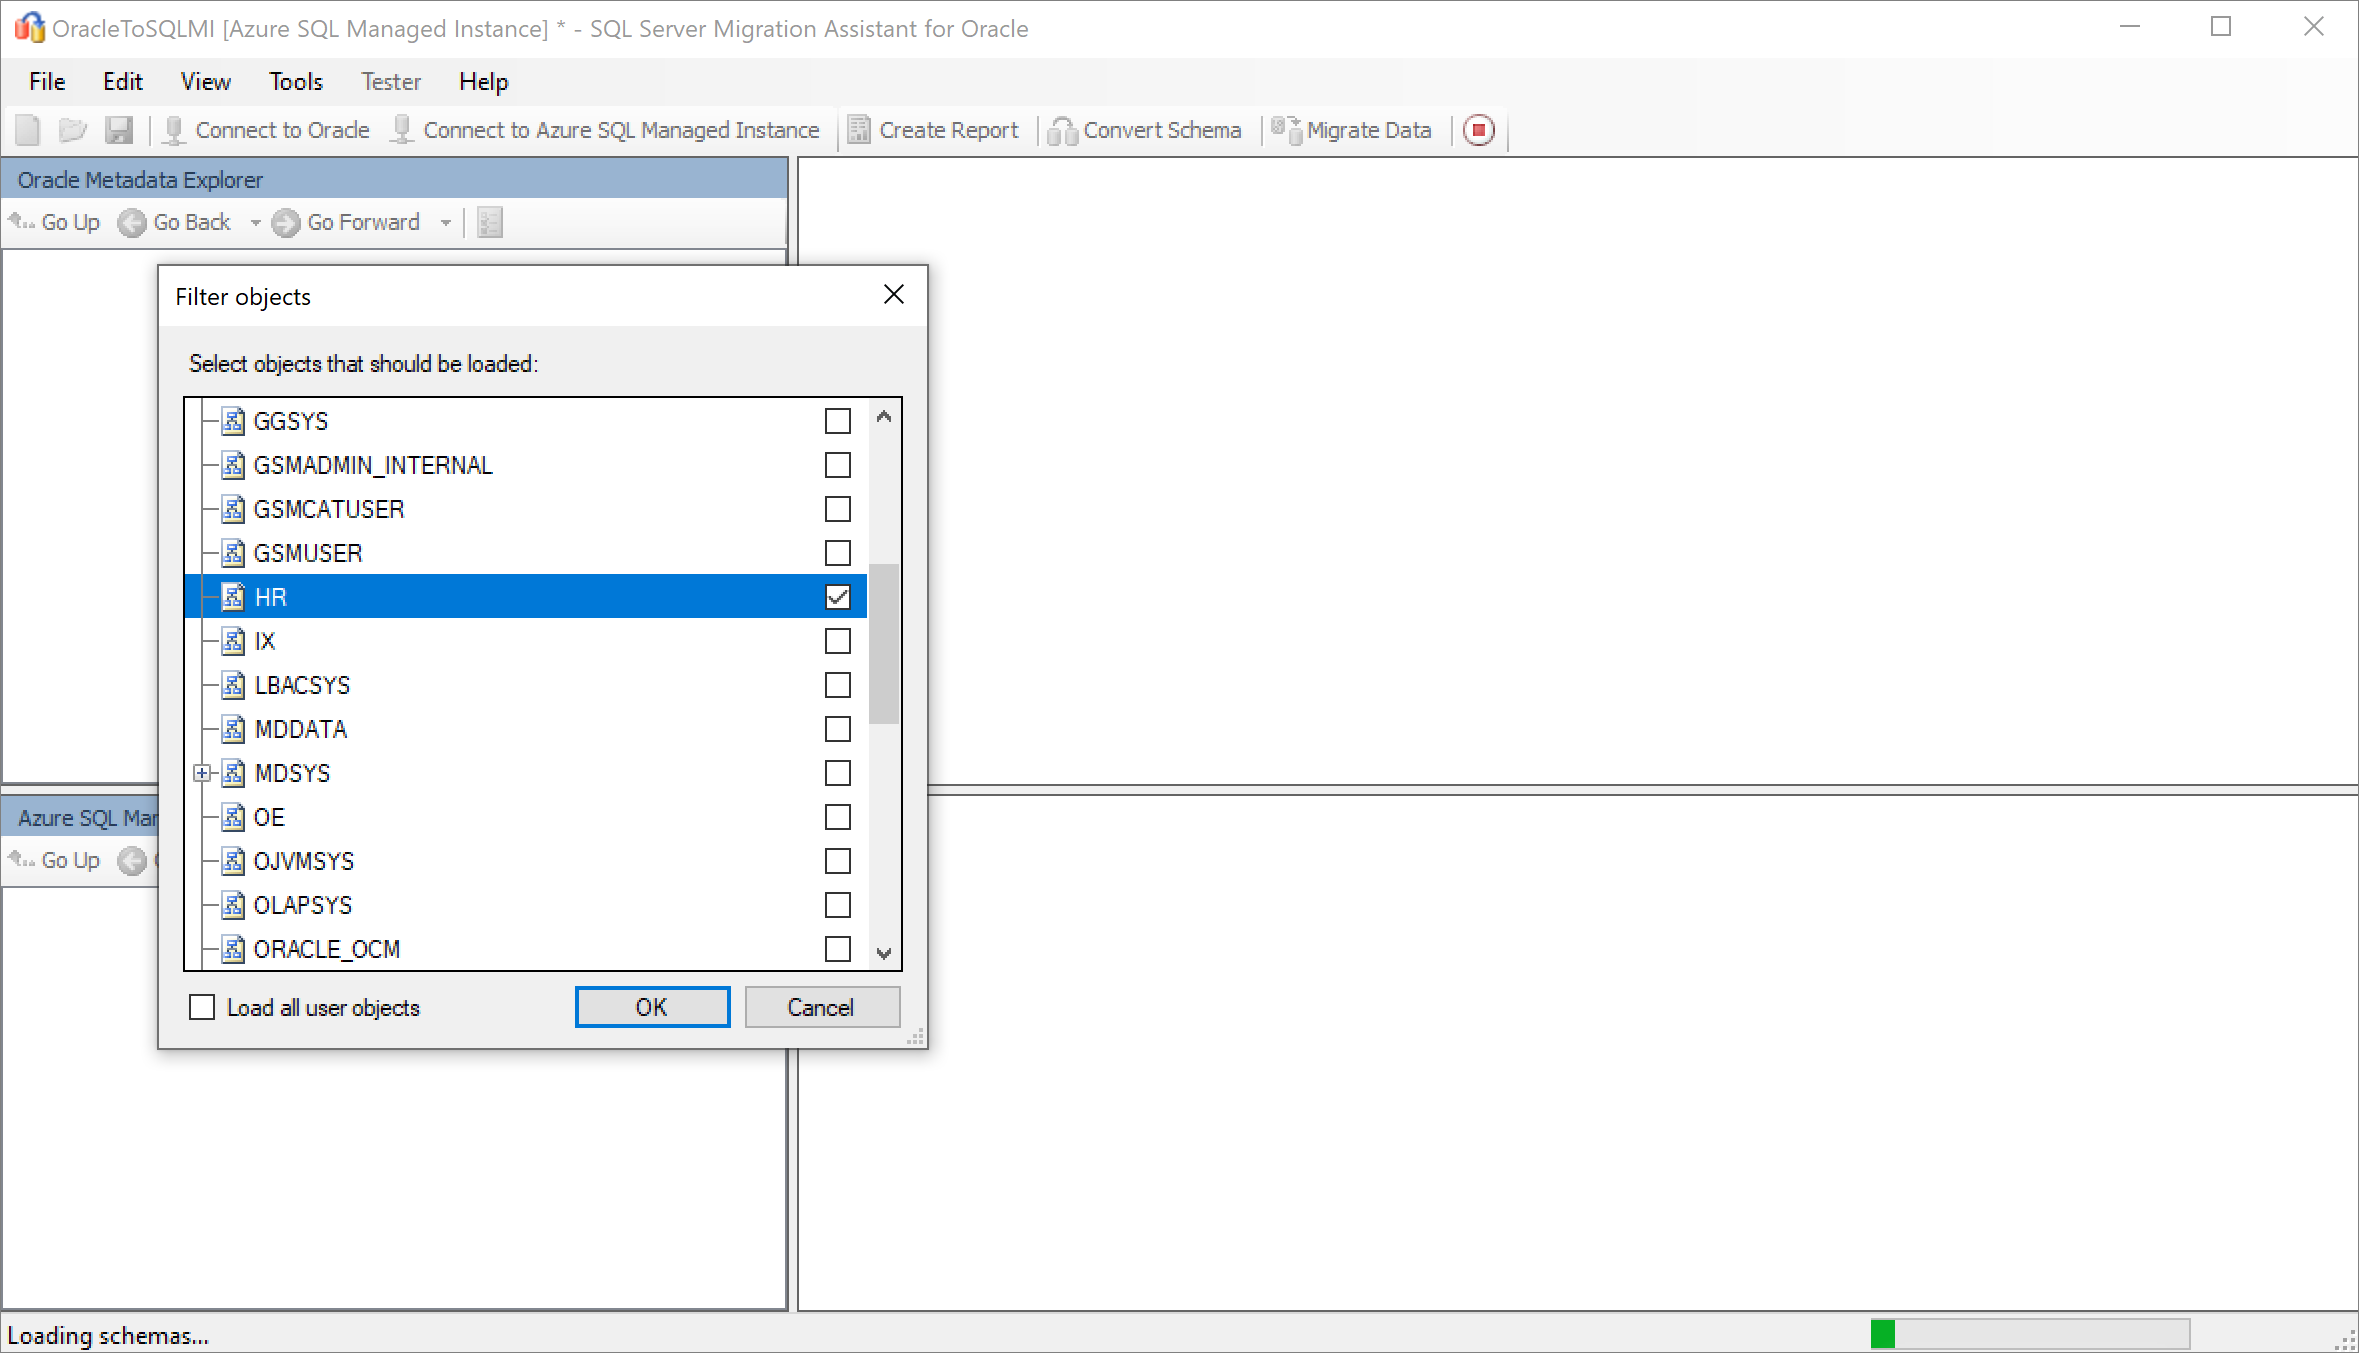 OracleToSQLMI [Azure SQL Managed Instance] * - SQL Server Migration Assistant for Oracle
File Edit View Tools Tester Help
Connect to Oracle Connect to Azure SQL Managed Instance Create Report Convert Schema Migrate Data
Oracle Metadata Explorer
Go Up Go Back Go Forward
Filter objects
Select objects that should be loaded:
GGSYS
GSMADMIN_INTERNAL
GSMCATUSER
GSMUSER
HR
IX
LBACSYS
MDDATA
MDSYS
OE
OJVMSYS
OLAPSYS
ORACLE_OCM
Load all user objects OK Cancel
Azure SQL Mar
Go Up
Loading schemas...